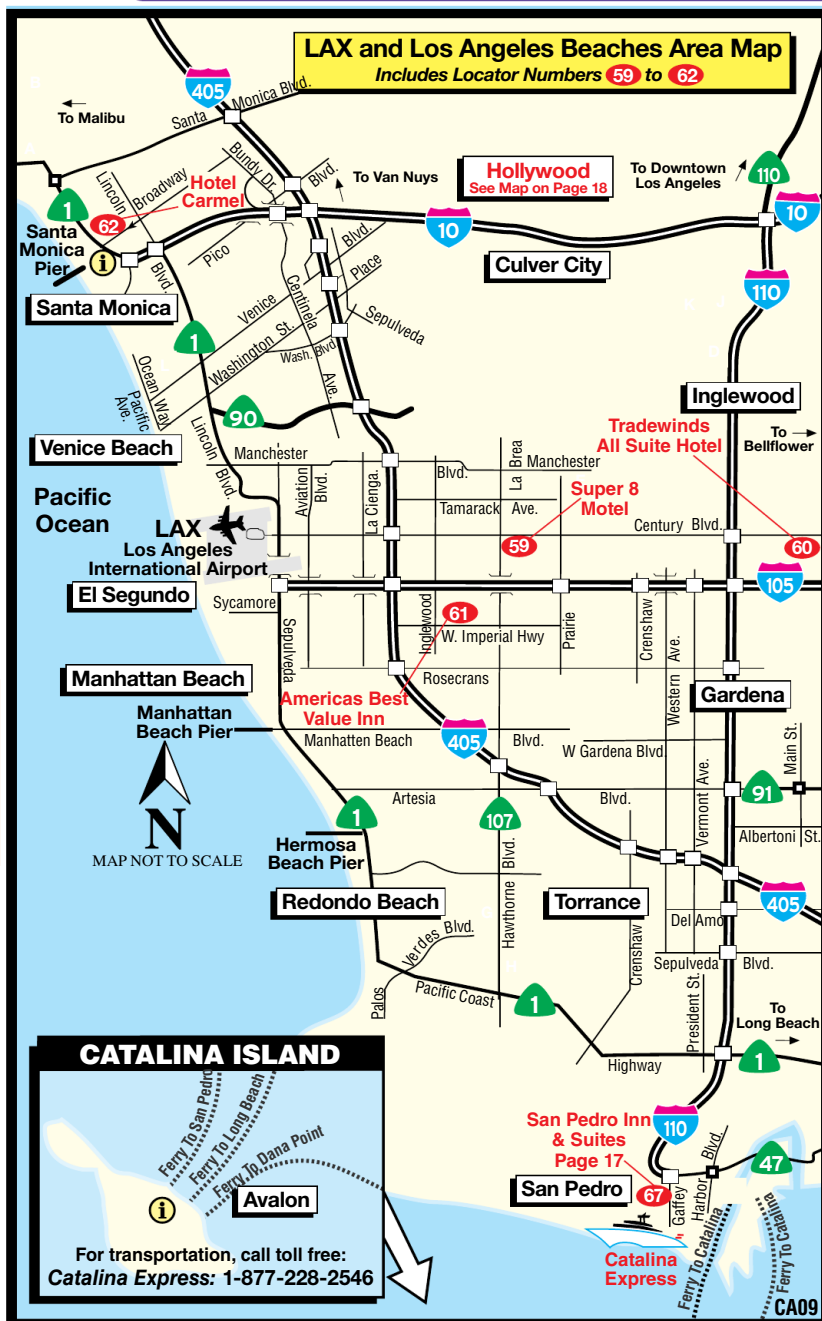 LAX and Los Angeles Beaches Area Map
Includes Locator Numbers 59 to 62
405
To Malibu
Santa Monica Blvd.
Bundy Dr.
Blvd.
To Van Nuys
Hollywood
See Map on Page 18
To Downtown
Los Angeles
110
Lincoln
Blvd.
Broadway
Hotel
Carmel
1
62
Santa
Monica
Pier
i
Pico
Blvd.
Place
10
10
Culver City
110
Santa Monica
Venice
Washington St.
Centinela
Ave.
Sepulveda
Wash. Blvd
1
Ocean Way
Pacific
Ave.
90
Inglewood
Lincoln Blvd.
Venice Beach
Manchester
Blvd.
La Brea
Manchester
Tradewinds
All Suite Hotel
To
Bellflower
Aviation
Blvd.
La Cienga.
Blvd.
Tamarack Ave.
Super 8
Motel
Pacific
Ocean
LAX
Los Angeles
International Airport
Century Blvd.
59
60
El Segundo
105
Sycamore
Sepulveda
Inglewood
61
W. Imperial Hwy
Prairie
Crenshaw
Western Ave.
Rosecrans
Manhattan Beach
Americas Best
Value Inn
Gardena
Manhattan
Beach Pier
Manhatten Beach
405
Blvd.
W Gardena Blvd.
Main St.
Vermont Ave.
Artesia
Blvd.
91
N
MAP NOT TO SCALE
1
107
Albertoni St.
Hermosa
Beach Pier
Hawthorne Blvd.
Redondo Beach
Torrance
405
Del Amo
Crenshaw
Palos Verdes Blvd.
Sepulveda Blvd.
Pacific Coast
1
President St.
To
Long Beach
Highway
1
CATALINA ISLAND
Ferry To San Pedro
Ferry To Long Beach
Ferry To Dana Point
i
Avalon
For transportation, call toll free:
Catalina Express: 1-877-228-2546
San Pedro Inn
& Suites
Page 17
110
San Pedro
67
Gaffey
Harbor Blvd.
47
Catalina
Express
Ferry To Catalina
Ferry To Catalina
CA09